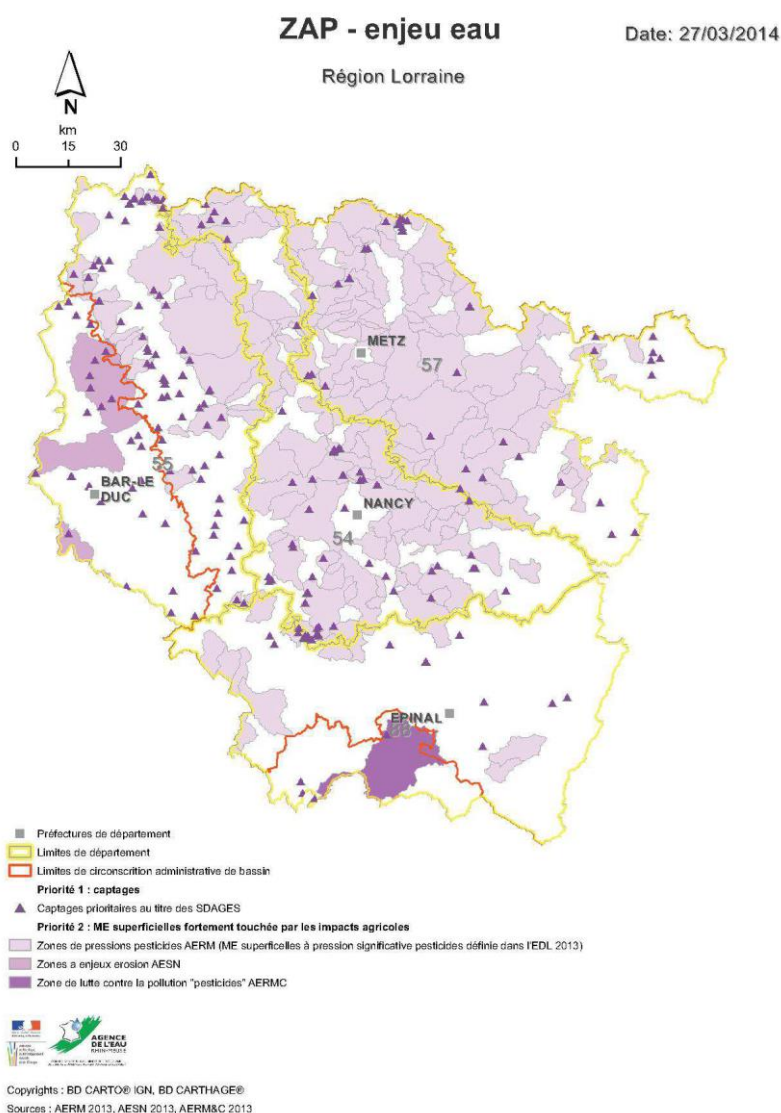 ZAP - enjeu eau
Date: 27/03/2014
Région Lorraine
N
km
0 15 30
METZ
57
55
BAR-LE
DUC
NANCY
54
EPINAL
88
Préfectures de département
Limites de département
Limites de circonscription administrative de bassin
Priorité 1 : captages
Captages prioritaires au titre des SDAGES
Priorité 2 : ME superficielles fortement touchée par les impacts agricoles
Zones de pressions pesticides AERM (ME superficelles à pression significative pesticides définie dans l'EDL 2013)
Zones a enjeux erosion AESN
Zone de lutte contre la pollution "pesticides" AERMC
AGENCE
DE L'EAU
RHIN-MEUSE
Copyrights : BD CARTO® IGN, BD CARTHAGE®
Sources : AERM 2013, AESN 2013, AERM&C 2013